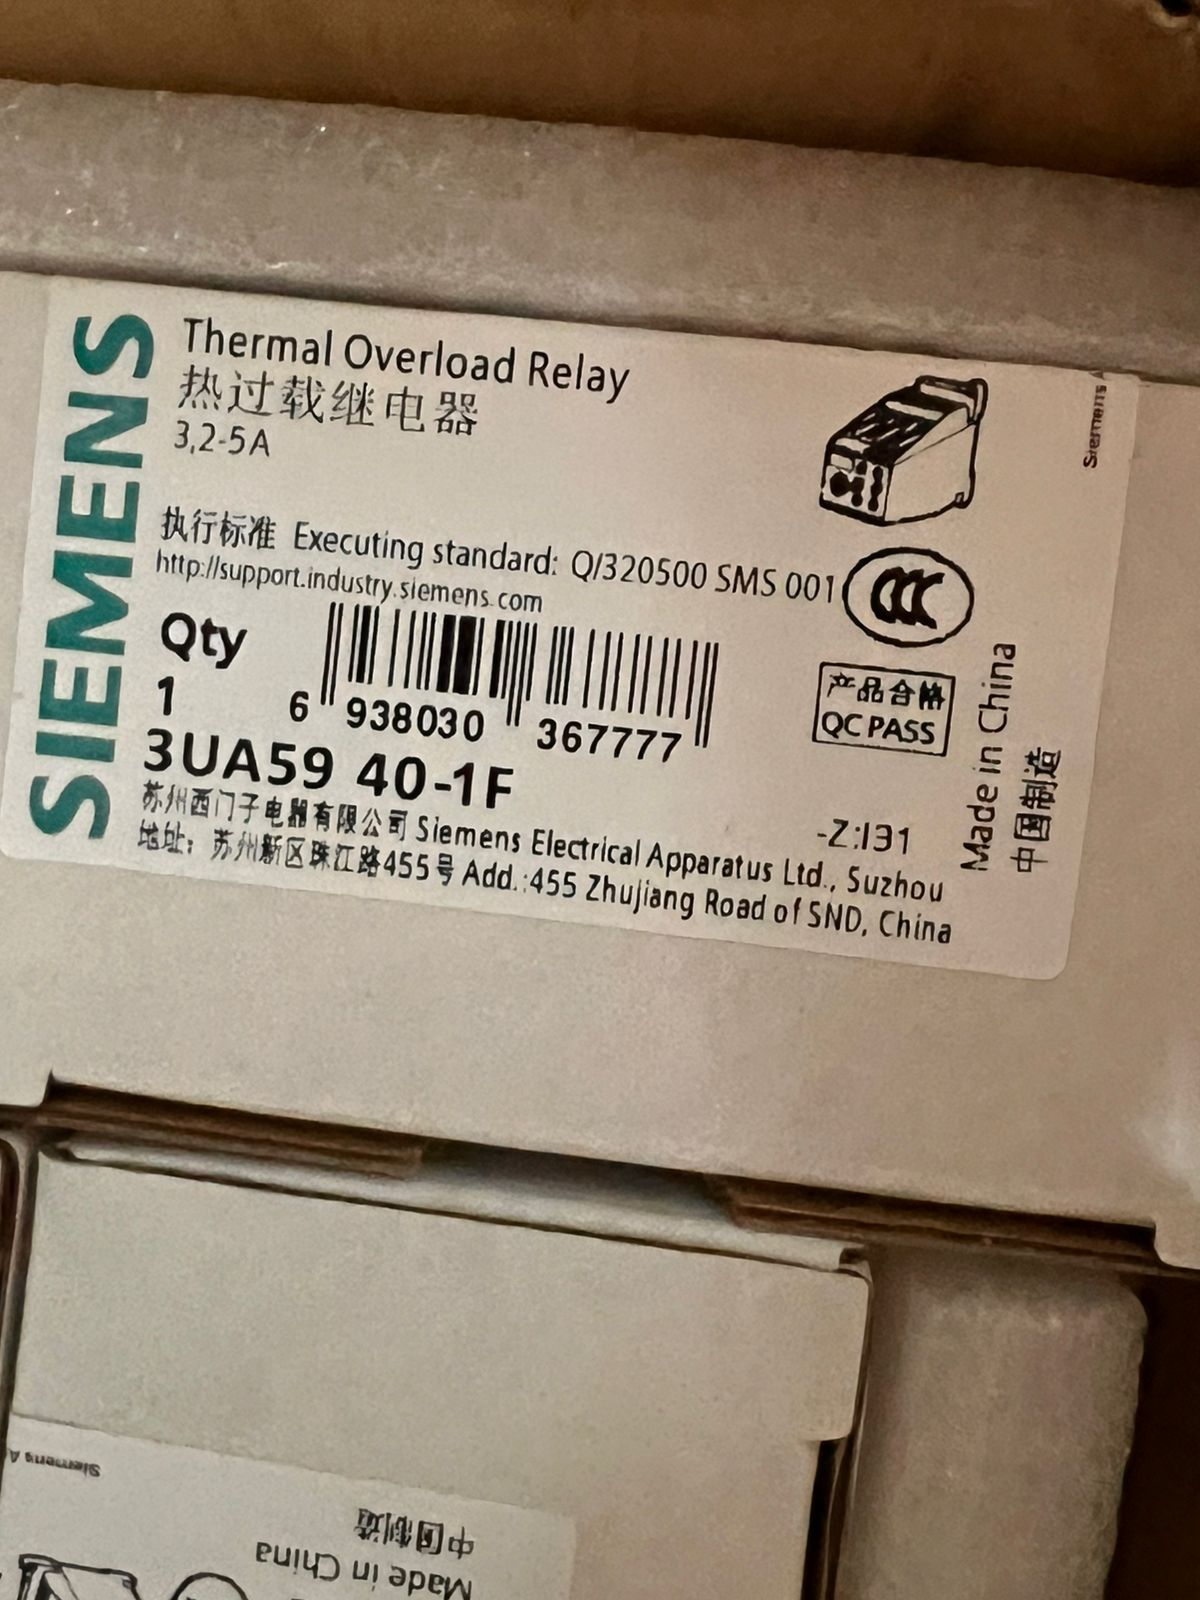 SIEMENS
Thermal Overload Relay
热过载继电器
3,2-5A
执行标准 Executing standard: Q/320500 SMS 001
http://support.industry.siemens.com
Qty
1
6 938030 367777
3UA59 40-1F
苏州西门子电器有限公司 Siemens Electrical Apparatus Ltd., Suzhou
地址：苏州新区珠江路455号 Add.:455 Zhujiang Road of SND, China
-Z:I31
CCC
产品合格
QC PASS
Made in China
中国制造
Siemens
Siemens A
中国制造
Made in China